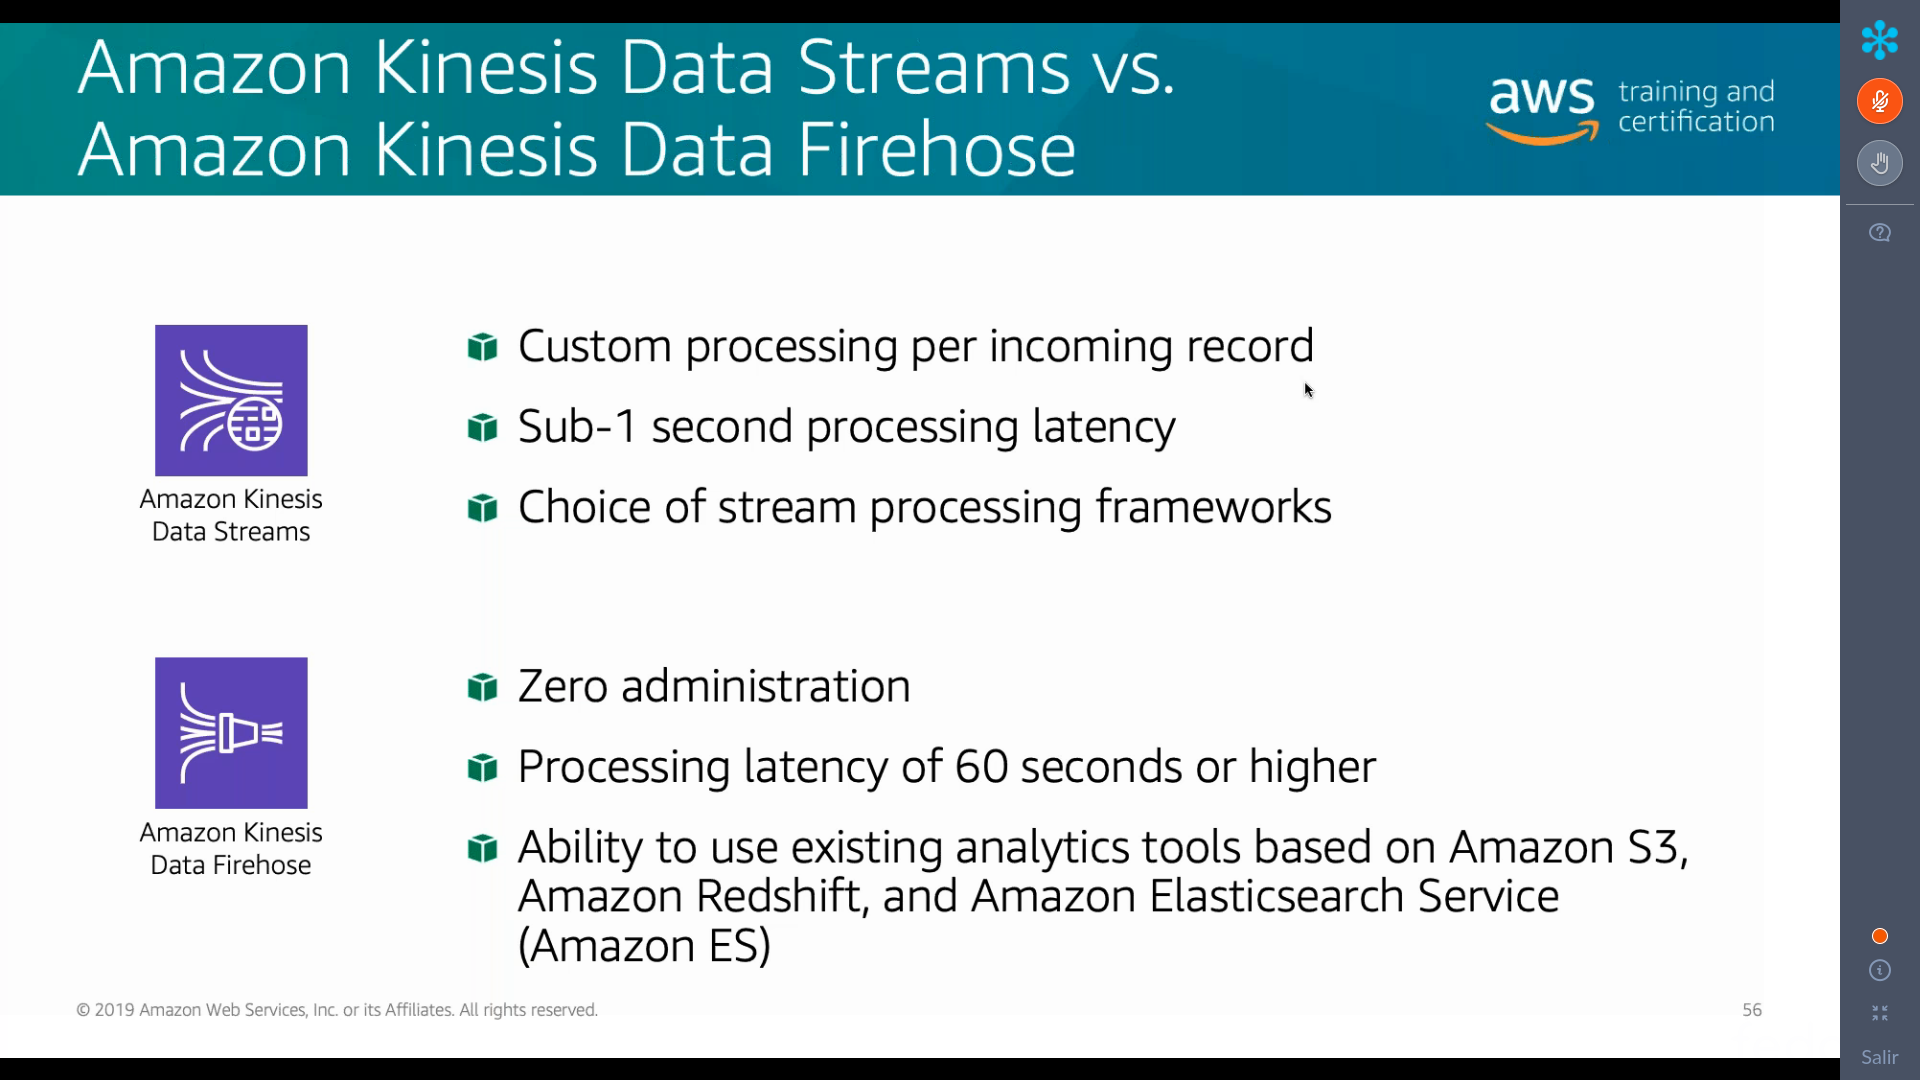 Amazon Kinesis Data Streams vs.
Amazon Kinesis Data Firehose
aws training and
certification
Custom processing per incoming record
Sub-1 second processing latency
Choice of stream processing frameworks
Amazon Kinesis
Data Streams
Zero administration
Processing latency of 60 seconds or higher
Ability to use existing analytics tools based on Amazon S3,
Amazon Redshift, and Amazon Elasticsearch Service
(Amazon ES)
Amazon Kinesis
Data Firehose
© 2019 Amazon Web Services, Inc. or its Affiliates. All rights reserved.
56
Salir